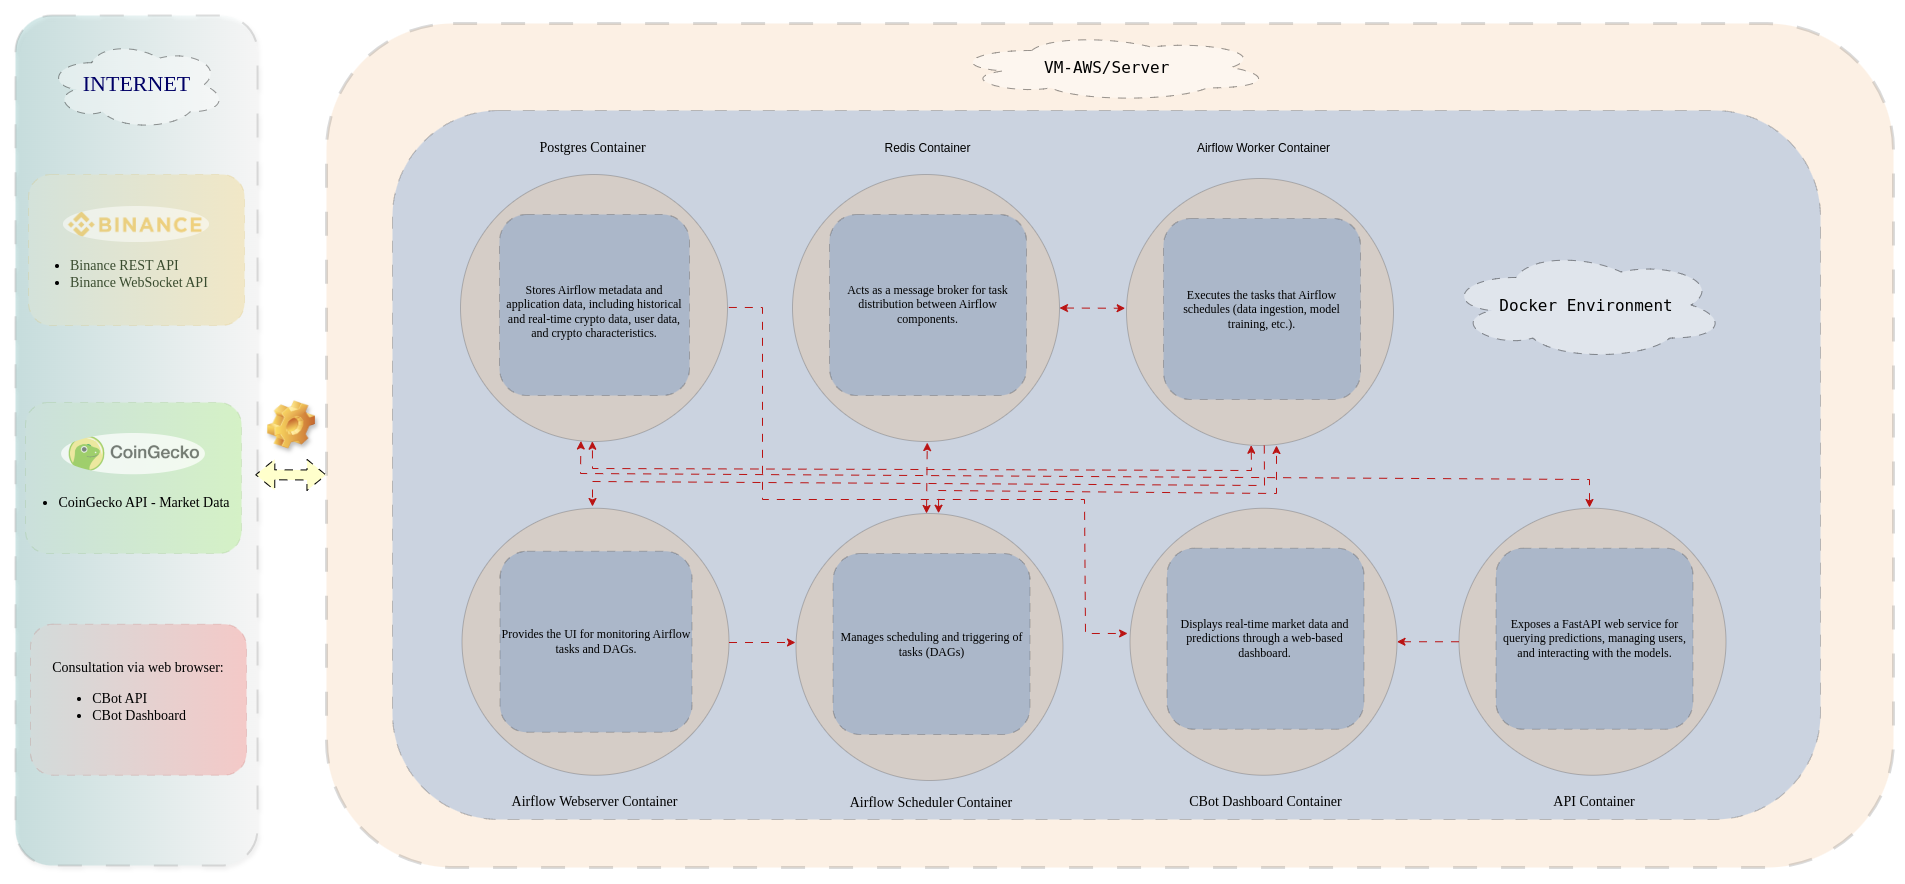 INTERNET
BINANCE
Binance REST API
Binance WebSocket API
CoinGecko
CoinGecko API - Market Data
Consultation via web browser:
CBot API
CBot Dashboard
VM-AWS/Server
Docker Environment
Postgres Container
Stores Airflow metadata and
application data, including historical
and real-time crypto data, user data,
and crypto characteristics.
Redis Container
Acts as a message broker for task
distribution between Airflow
components.
Airflow Worker Container
Executes the tasks that Airflow
schedules (data ingestion, model
training, etc.).
Provides the UI for monitoring Airflow
tasks and DAGs.
Airflow Webserver Container
Manages scheduling and triggering of
tasks (DAGs)
Airflow Scheduler Container
Displays real-time market data and
predictions through a web-based
dashboard.
CBot Dashboard Container
Exposes a FastAPI web service for
querying predictions, managing users,
and interacting with the models.
API Container